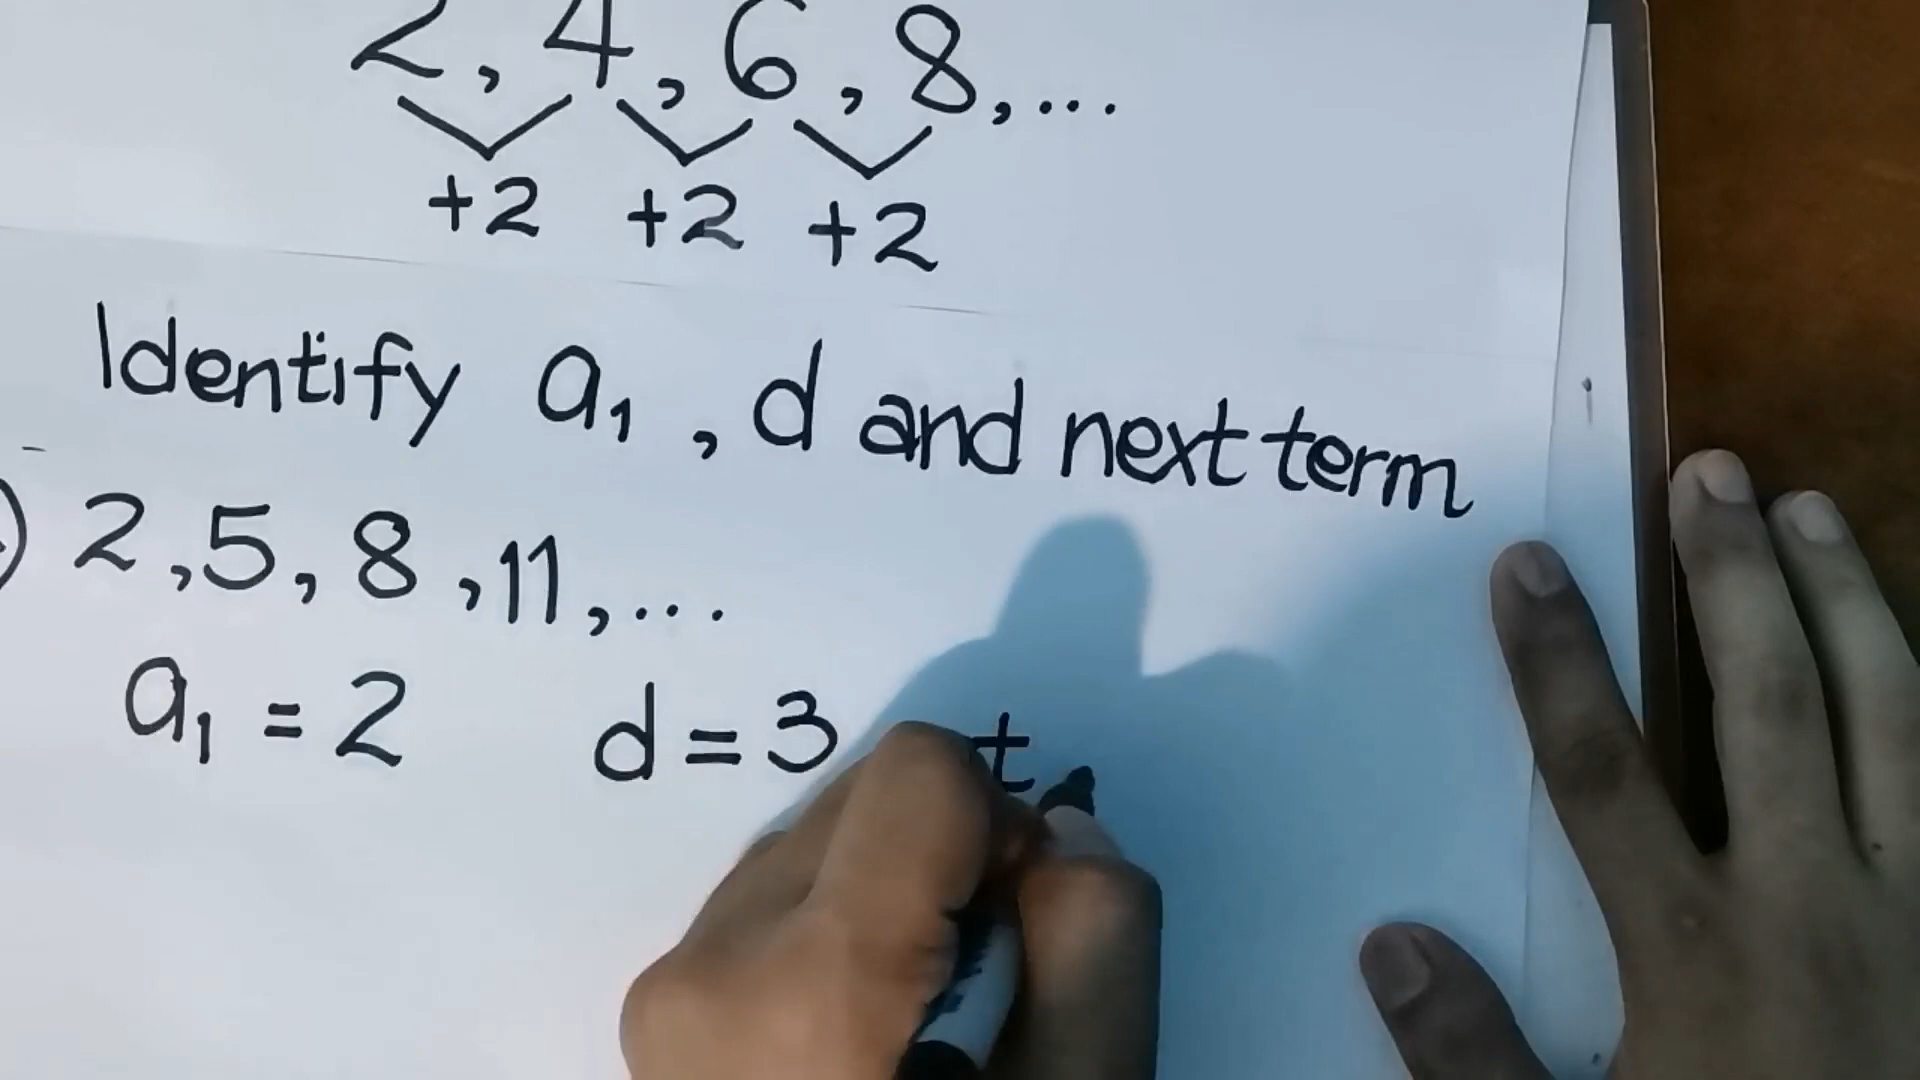 2, 4, 6, 8, ...
+2 +2 +2
Identify a₁, d and next term
2, 5, 8, 11, ...
a₁ = 2 d = 3 t